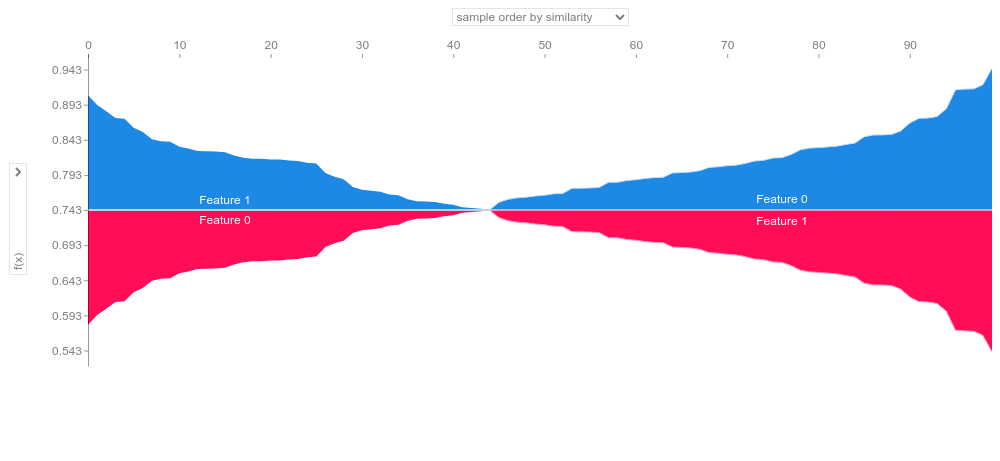 sample order by similarity
0 10 20 30 40 50 60 70 80 90
0.943
0.893
0.843
0.793
0.743
0.693
0.643
0.593
0.543
f(x)
Feature 1
Feature 0
Feature 0
Feature 1